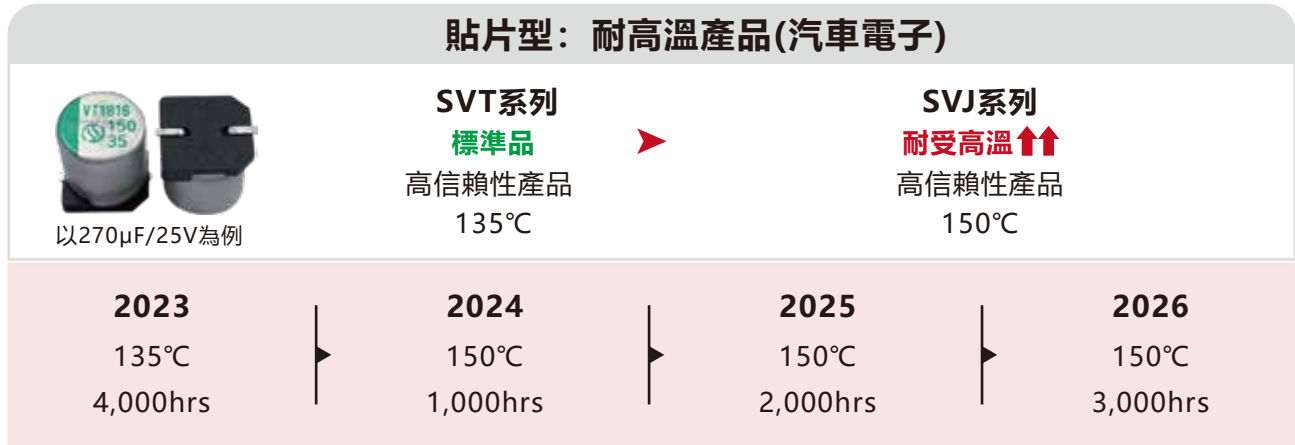 貼片型：耐高溫產品(汽車電子)
VT1816
150
35
以270μF/25V為例
SVT系列
標準品
高信賴性產品
135℃
SVJ系列
耐受高溫
高信賴性產品
150℃
2023
135℃
4,000hrs
2024
150℃
1,000hrs
2025
150℃
2,000hrs
2026
150℃
3,000hrs